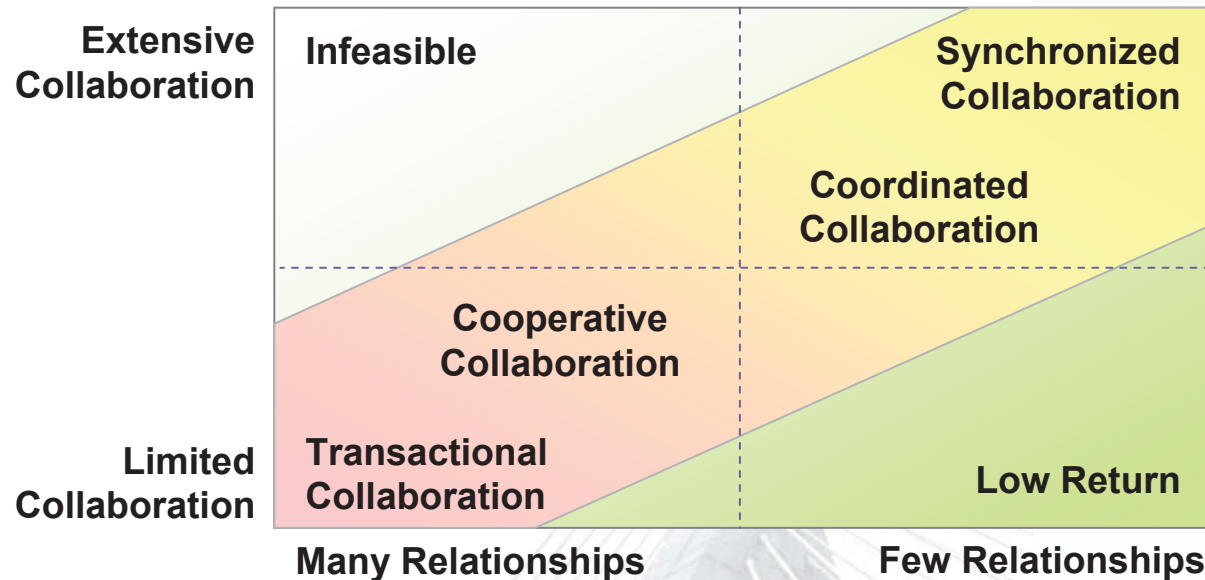 Extensive
Collaboration
Infeasible
Synchronized
Collaboration
Coordinated
Collaboration
Cooperative
Collaboration
Limited
Collaboration
Transactional
Collaboration
Low Return
Many Relationships
Few Relationships